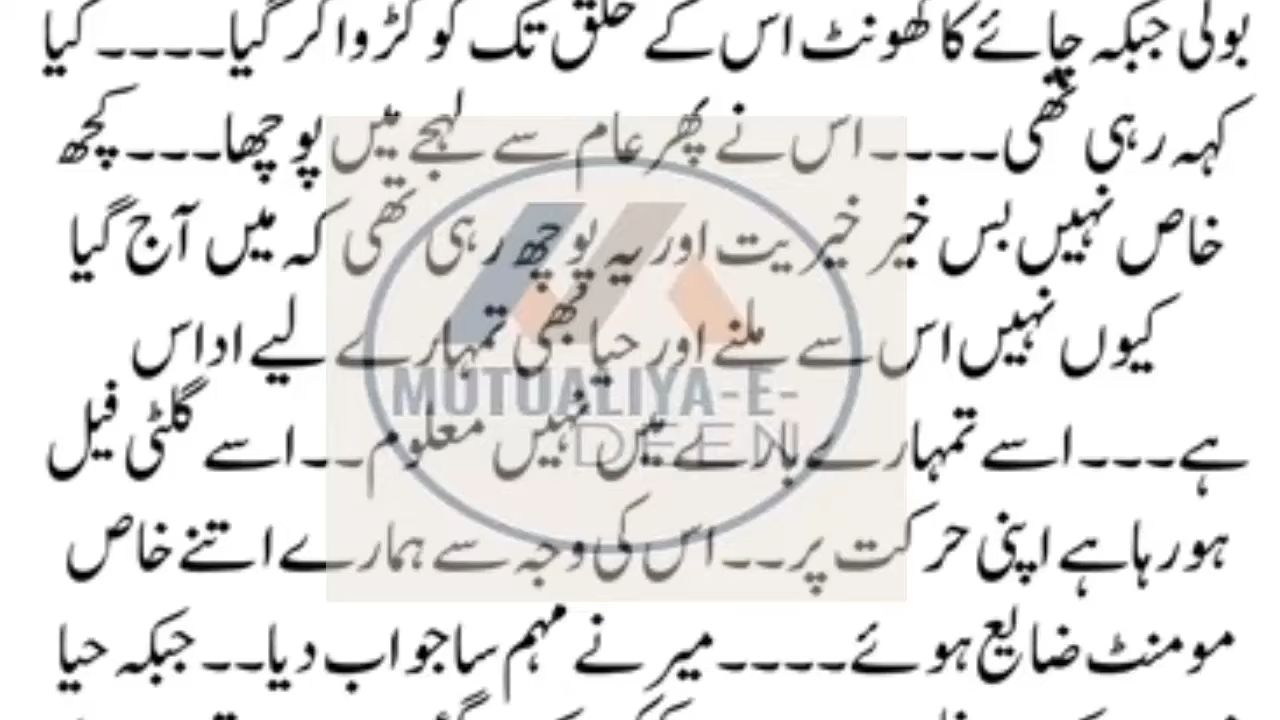 بولی جبکہ چائے کا گھونٹ اس کے حلق تک کو کڑوا کر گیا۔۔۔۔ کیا
کہہ رہی تھی۔۔۔۔۔اس نے پھر عام سے لہجے میں پوچھا۔۔۔ کچھ
خاص نہیں بس خیر خیریت اور یہ پوچھ رہی تھی کہ میں آج گیا
کیوں نہیں اس سے ملنے اور حیا بھی تمہارے لیے اداس
ہے۔۔۔اسے تمہارے بارے میں نہیں معلوم۔۔اسے گلٹی فیل
ہورہا ہے اپنی حرکت پر۔۔اس کی وجہ سے ہمارے اتنے خاص
مومنٹ ضایع ہوئے۔۔۔۔میر نے مہم سا جواب دیا۔۔ جبکہ حیا
MUTUALIYA-E-
DEEN